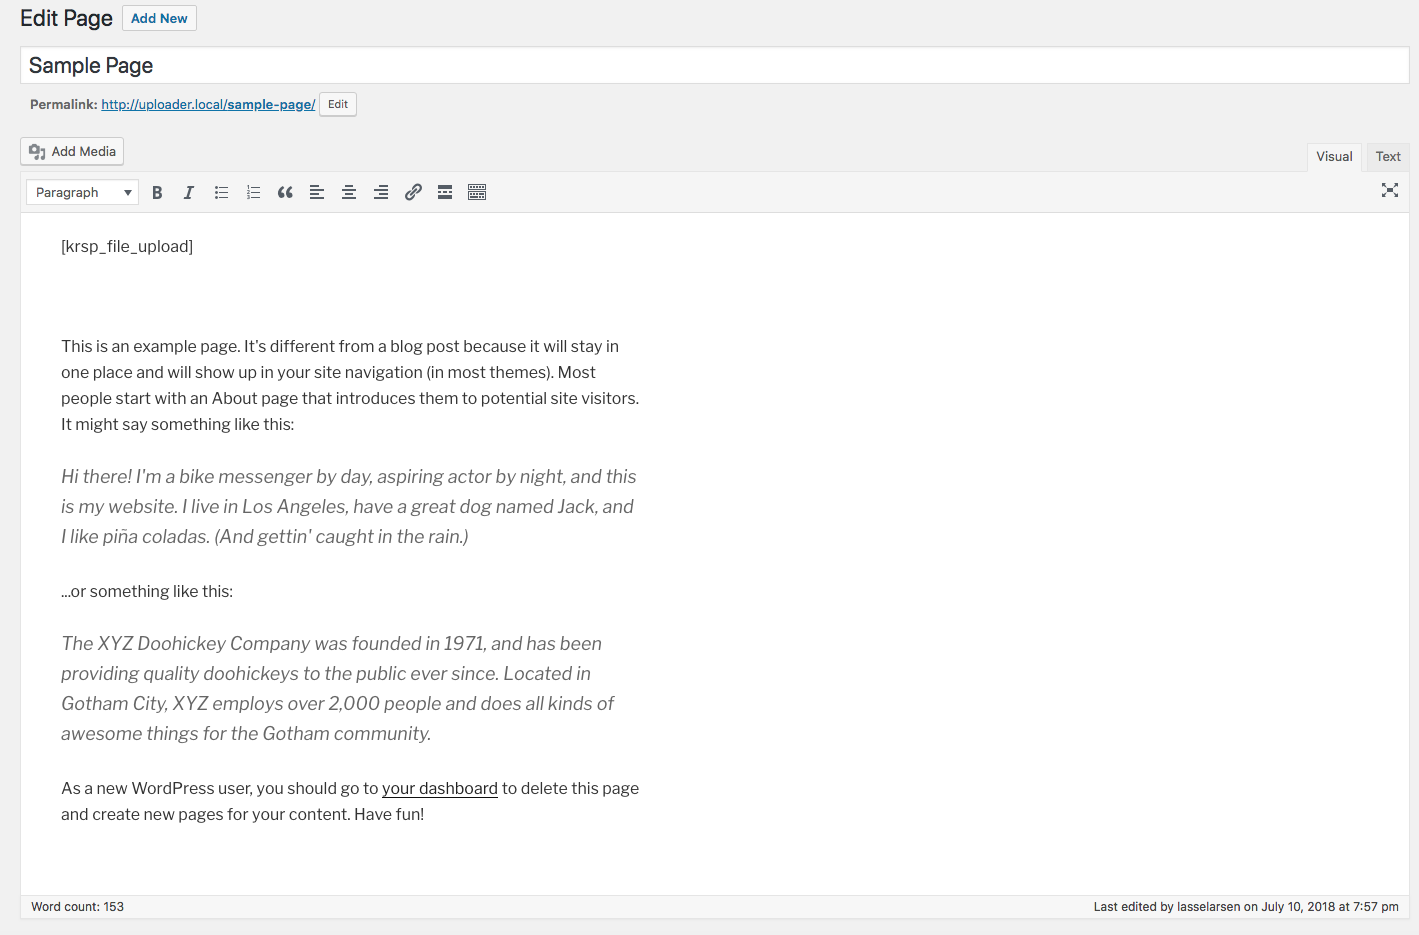 Edit Page Add New
Sample Page
Permalink: http://uploader.local/sample-page/ Edit
Add Media
Visual Text
Paragraph
[krsp_file_upload]
This is an example page. It's different from a blog post because it will stay in
one place and will show up in your site navigation (in most themes). Most
people start with an About page that introduces them to potential site visitors.
It might say something like this:
Hi there! I'm a bike messenger by day, aspiring actor by night, and this
is my website. I live in Los Angeles, have a great dog named Jack, and
I like piña coladas. (And gettin' caught in the rain.)
...or something like this:
The XYZ Doohickey Company was founded in 1971, and has been
providing quality doohickeys to the public ever since. Located in
Gotham City, XYZ employs over 2,000 people and does all kinds of
awesome things for the Gotham community.
As a new WordPress user, you should go to your dashboard to delete this page
and create new pages for your content. Have fun!
Word count: 153
Last edited by lasselarsen on July 10, 2018 at 7:57 pm